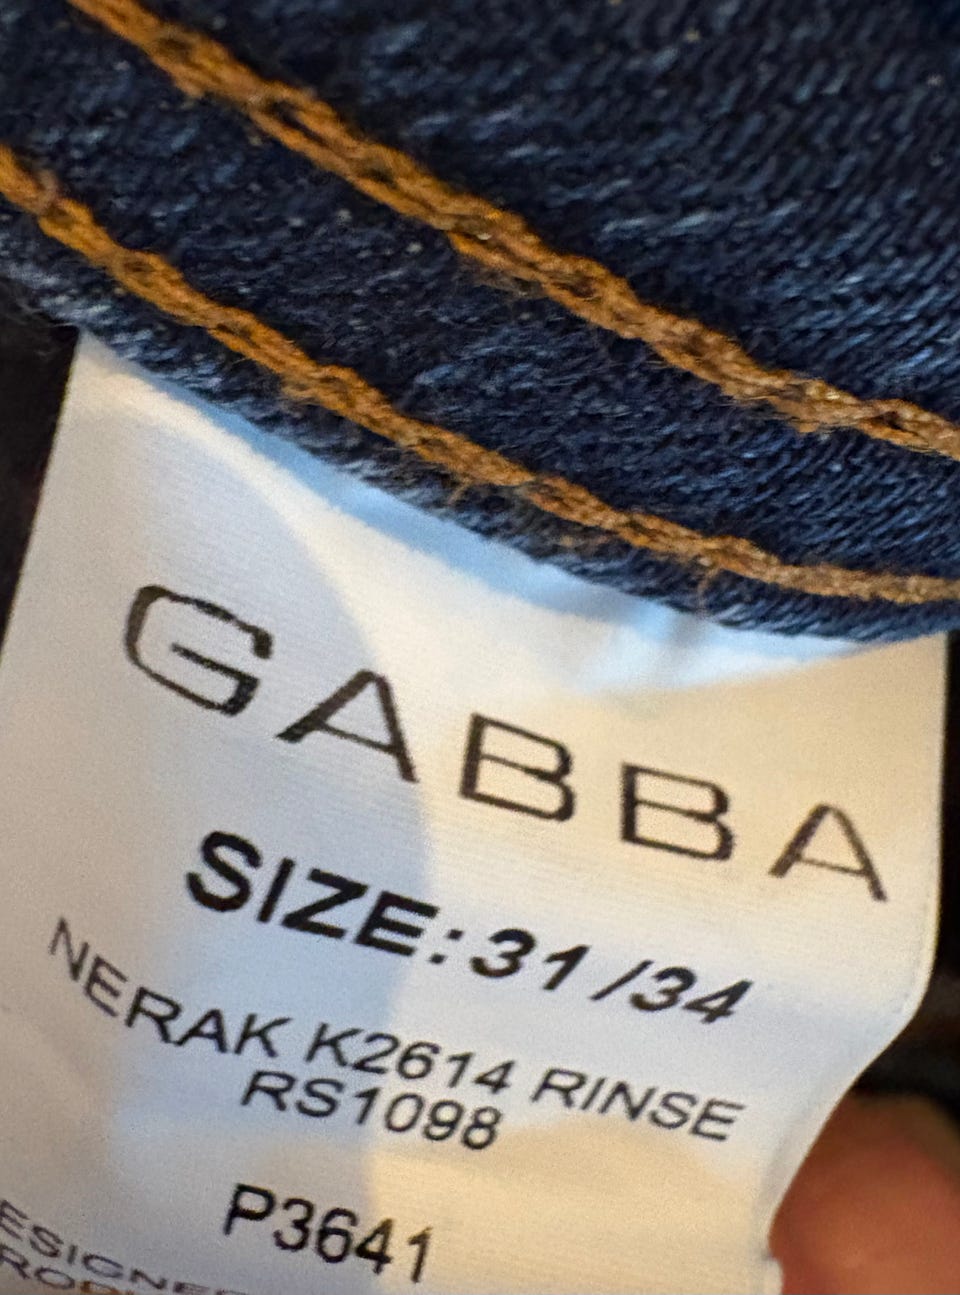 GABBA
SIZE:31/34
NERAK K2614 RINSE
RS1098
P3641